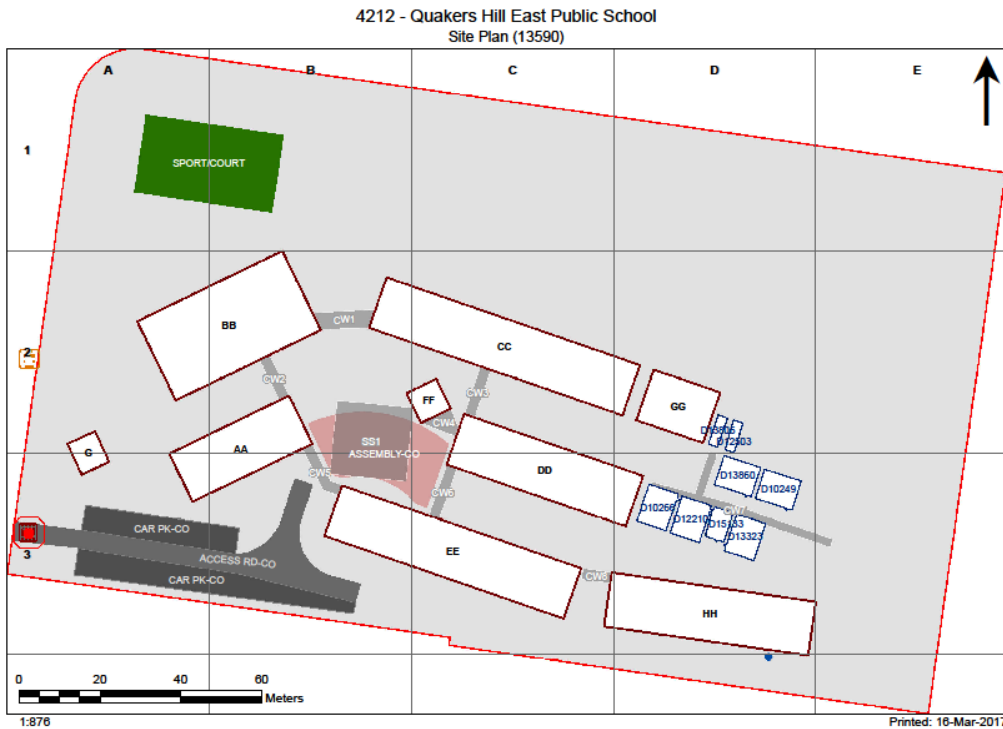 4212 - Quakers Hill East Public School
Site Plan (13590)
A B C D E
1
SPORT/COURT
BB
CW1
CC
2
CW2
CW3
FF
GG
CW4
D12503
SS1
ASSEMBLY-CO
G
AA
CW5
DD
D13860
D10249
CW6
D10266
D12210
CW7
D13323
CAR PK-CO
EE
3
ACCESS RD-CO
CAR PK-CO
HH
0 20 40 60
Meters
1:876
Printed: 16-Mar-2017